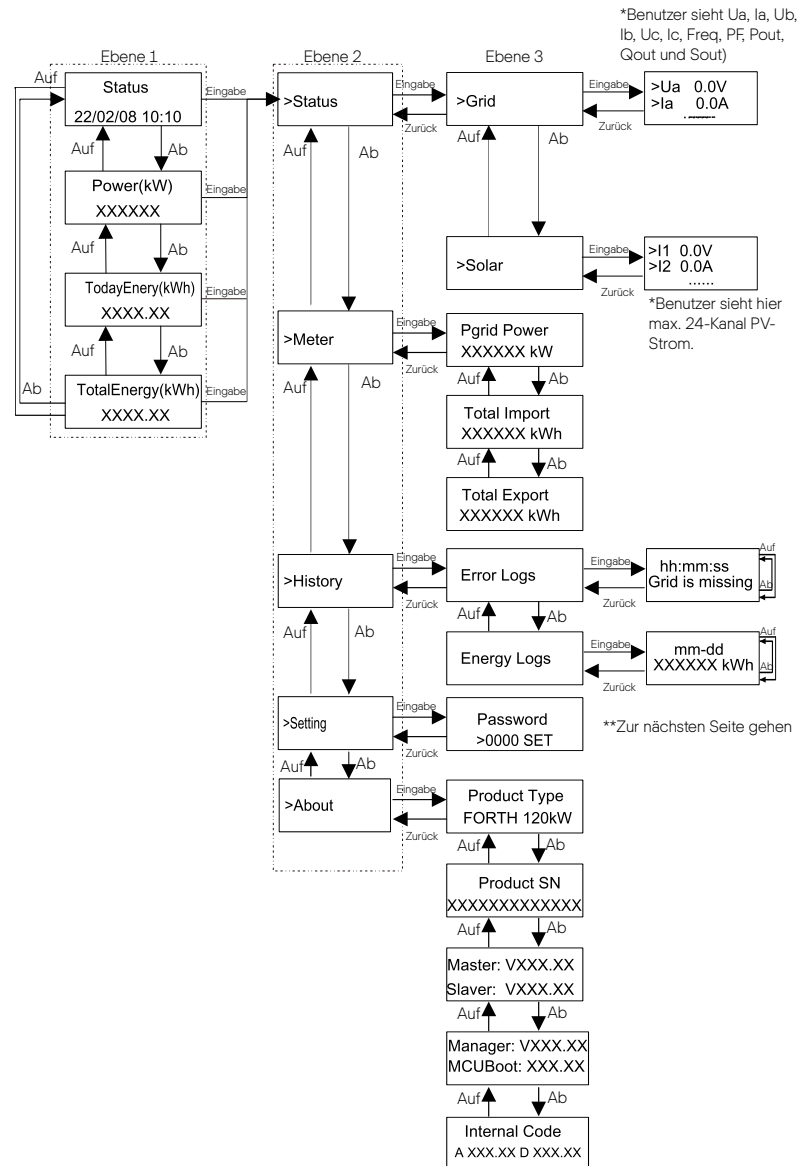 *Benutzer sieht Ua, Ia, Ub,
Ib, Uc, Ic, Freq, PF, Pout,
Qout und Sout)
Ebene 1
Ebene 2
Ebene 3
Auf
Status
22/02/08 10:10
Eingabe
>Status
Eingabe
Zurück
>Grid
Eingabe
Zurück
>Ua 0.0V
>Ia 0.0A
Auf
Ab
Auf
Ab
Auf
Ab
Power(kW)
XXXXXX
Eingabe
Auf
Ab
>Solar
Eingabe
Zurück
>I1 0.0V
>I2 0.0A
......
*Benutzer sieht hier
max. 24-Kanal PV-
Strom.
TodayEnery(kWh)
XXXX.XX
Eingabe
Auf
Ab
Ab
TotalEnergy(kWh)
XXXX.XX
Eingabe
>Meter
Eingabe
Zurück
Pgrid Power
XXXXXX kW
Auf
Ab
Auf
Ab
Total Import
XXXXXX kWh
Auf
Ab
Total Export
XXXXXX kWh
>History
Eingabe
Zurück
Error Logs
Eingabe
Zurück
hh:mm:ss
Grid is missing
Auf
Ab
Auf
Ab
Auf
Ab
Energy Logs
Eingabe
Zurück
mm-dd
XXXXXX kWh
Auf
Ab
>Setting
Eingabe
Zurück
Password
>0000 SET
**Zur nächsten Seite gehen
Auf
Ab
>About
Eingabe
Zurück
Product Type
FORTH 120kW
Auf
Ab
Product SN
XXXXXXXXXXXXX
Auf
Ab
Master: VXXX.XX
Slaver: VXXX.XX
Auf
Ab
Manager: VXXX.XX
MCUBoot: XXX.XX
Auf
Ab
Internal Code
A XXX.XX D XXX.XX